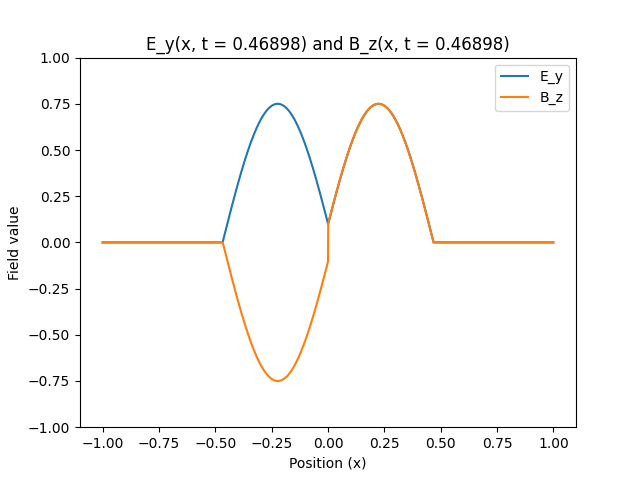 E_y(x, t = 0.46898) and B_z(x, t = 0.46898)
1.00
0.75
0.50
0.25
0.00
−0.25
−0.50
−0.75
−1.00
Field value
E_y
B_z
−1.00 −0.75 −0.50 −0.25 0.00 0.25 0.50 0.75 1.00
Position (x)